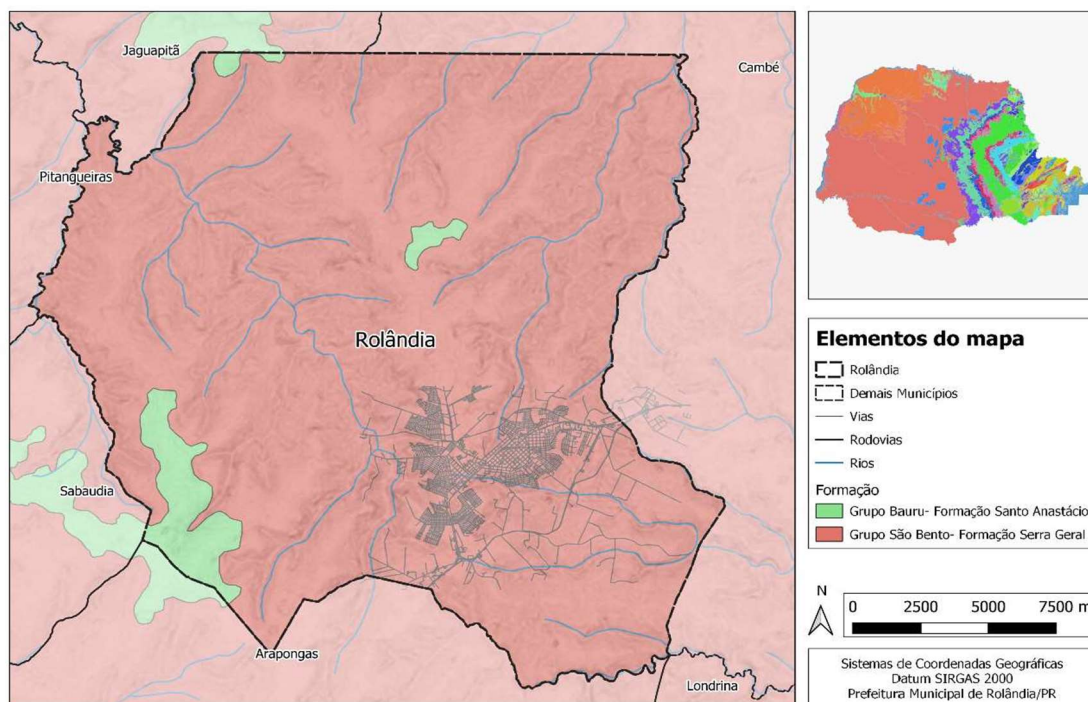 Jaguapitã
Cambé
Pitangueiras
Rolândia
Sabaudia
Arapongas
Londrina
Elementos do mapa
Rolândia
Demais Municípios
Vias
Rodovias
Rios
Formação
Grupo Bauru- Formação Santo Anastácio
Grupo São Bento- Formação Serra Geral
N
0 2500 5000 7500 m
Sistemas de Coordenadas Geográficas
Datum SIRGAS 2000
Prefeitura Municipal de Rolândia/PR